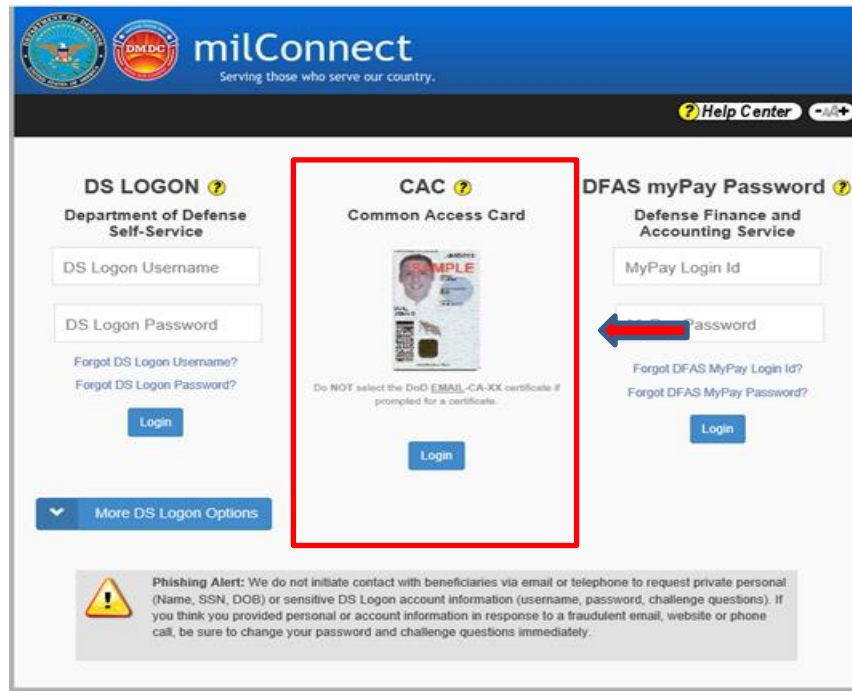 milConnect
Serving those who serve our country.
DMDC
Help Center
DS LOGON ?
Department of Defense
Self-Service
DS Logon Username
DS Logon Password
Forgot DS Logon Username?
Forgot DS Logon Password?
Login
More DS Logon Options
CAC ?
Common Access Card
SAMPLE
Do NOT select the DoD EMAIL-CA-XX certificate if
prompted for a certificate.
Login
DFAS myPay Password ?
Defense Finance and
Accounting Service
MyPay Login Id
Password
Forgot DFAS MyPay Login Id?
Forgot DFAS MyPay Password?
Login
Phishing Alert: We do not initiate contact with beneficiaries via email or telephone to request private personal
(Name, SSN, DOB) or sensitive DS Logon account information (username, password, challenge questions). If
you think you provided personal or account information in response to a fraudulent email, website or phone
call, be sure to change your password and challenge questions immediately.